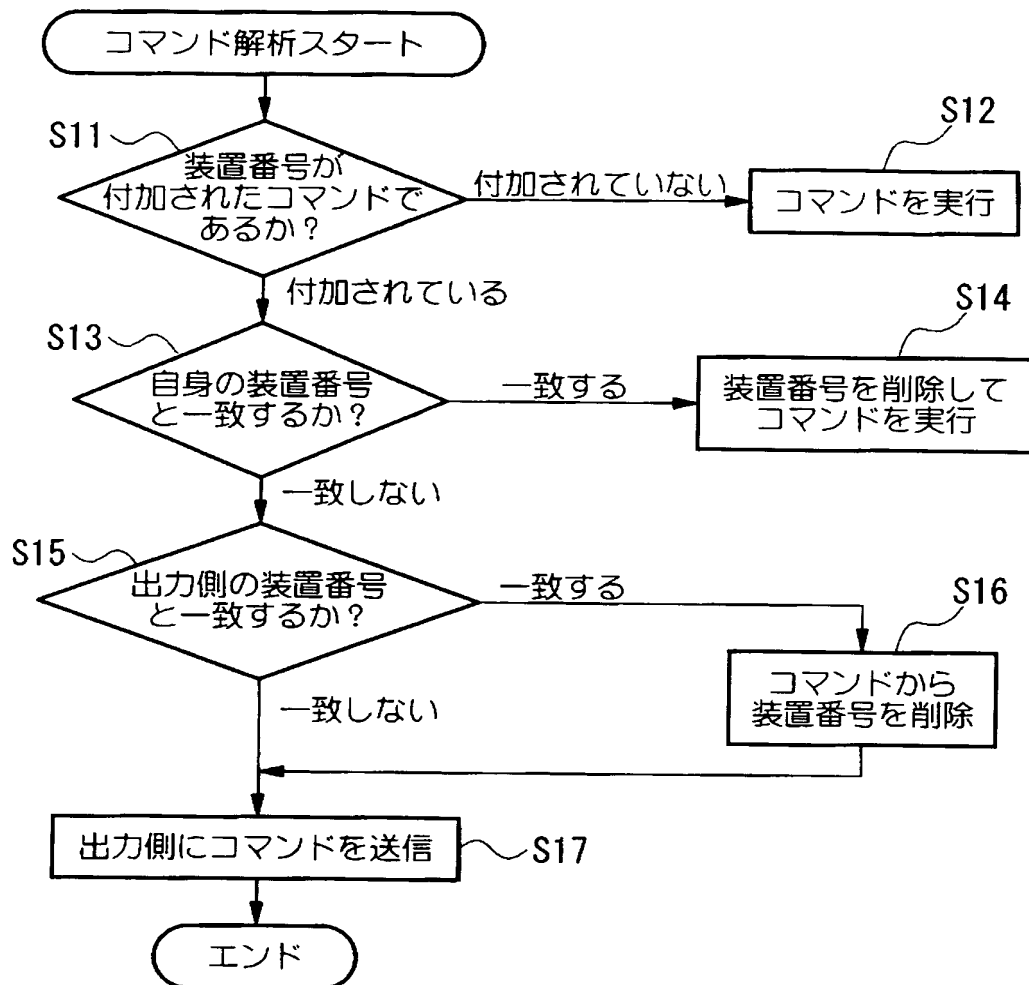 コマンド解析スタート
S11
装置番号が
付加されたコマンドで
あるか？
付加されていない
S12
コマンドを実行
付加されている
S13
自身の装置番号
と一致するか？
一致する
S14
装置番号を削除して
コマンドを実行
一致しない
S15
出力側の装置番号
と一致するか？
一致する
S16
コマンドから
装置番号を削除
一致しない
出力側にコマンドを送信
S17
エンド